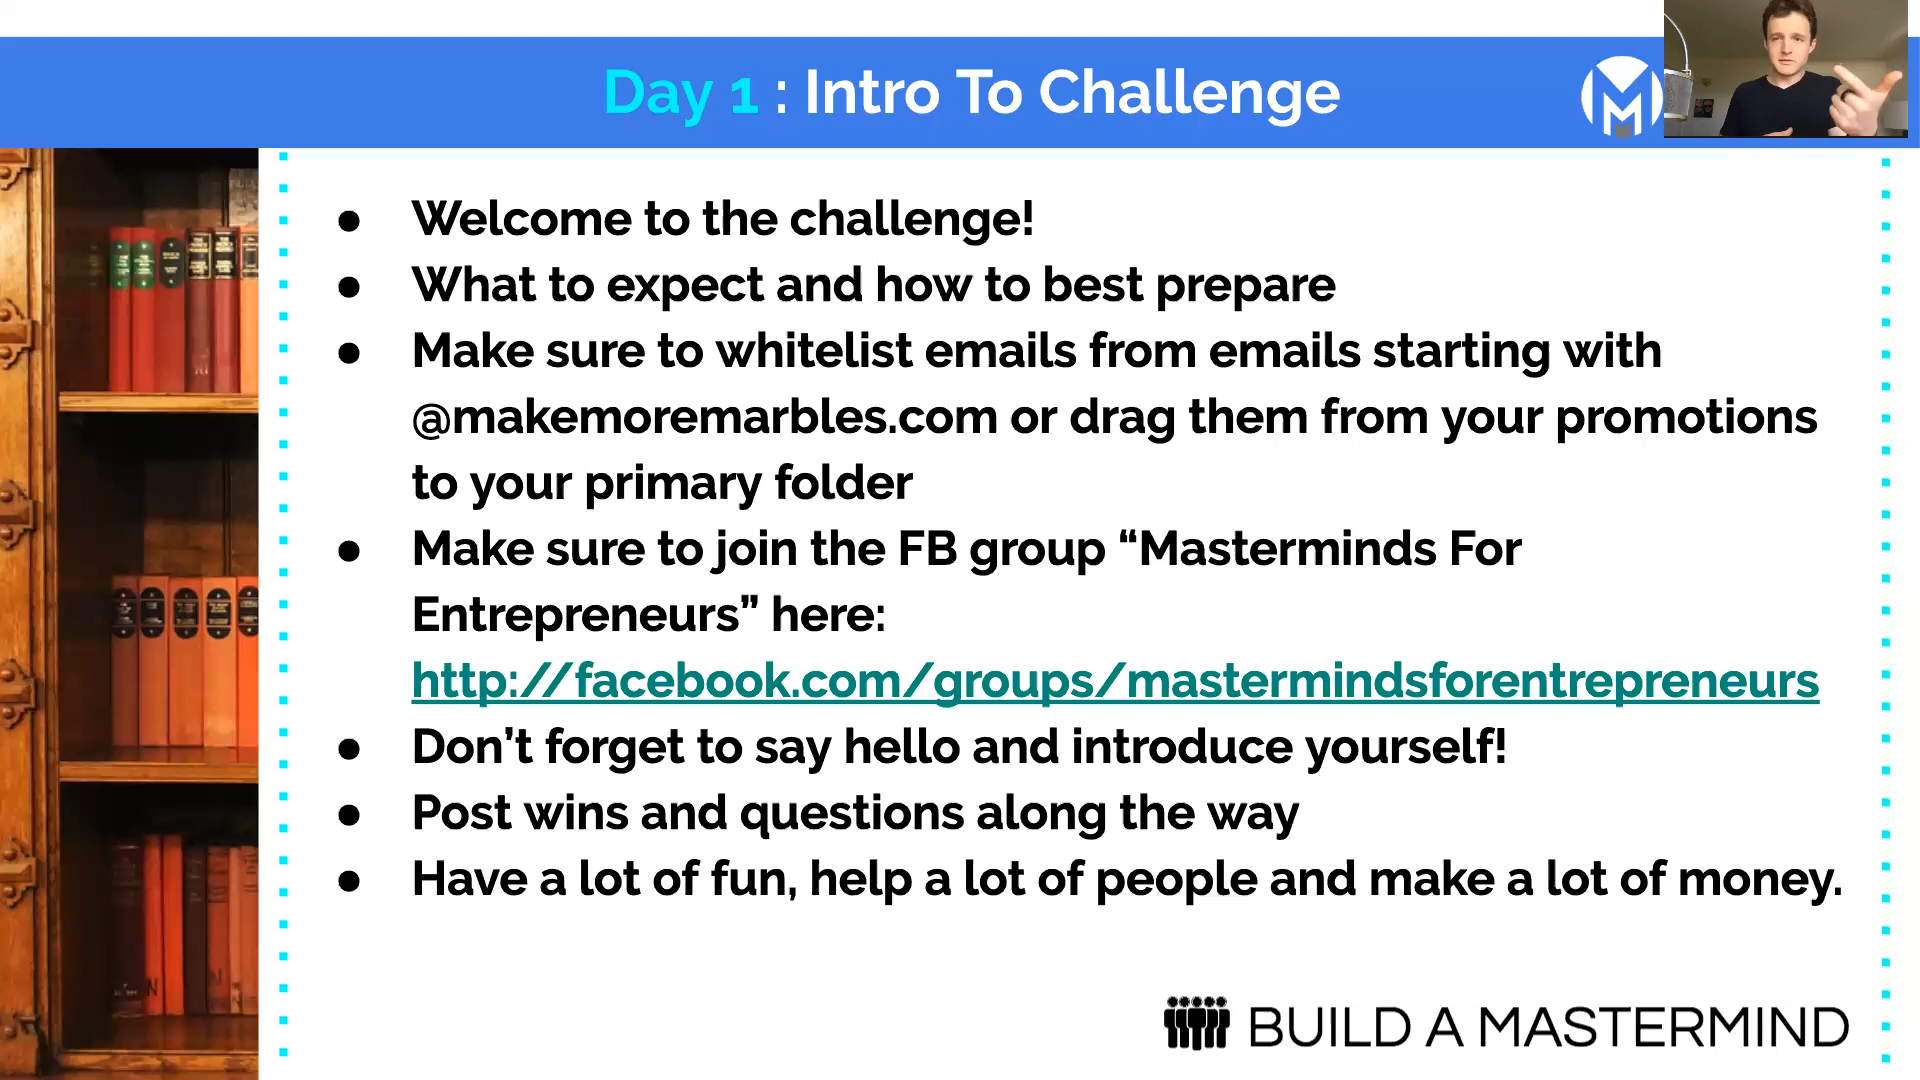 Day 1 : Intro To Challenge
● Welcome to the challenge!
● What to expect and how to best prepare
● Make sure to whitelist emails from emails starting with
@makemoremarbles.com or drag them from your promotions
to your primary folder
● Make sure to join the FB group “Masterminds For
Entrepreneurs” here:
http://facebook.com/groups/mastermindsforentrepreneurs
● Don’t forget to say hello and introduce yourself!
● Post wins and questions along the way
● Have a lot of fun, help a lot of people and make a lot of money.
BUILD A MASTERMIND